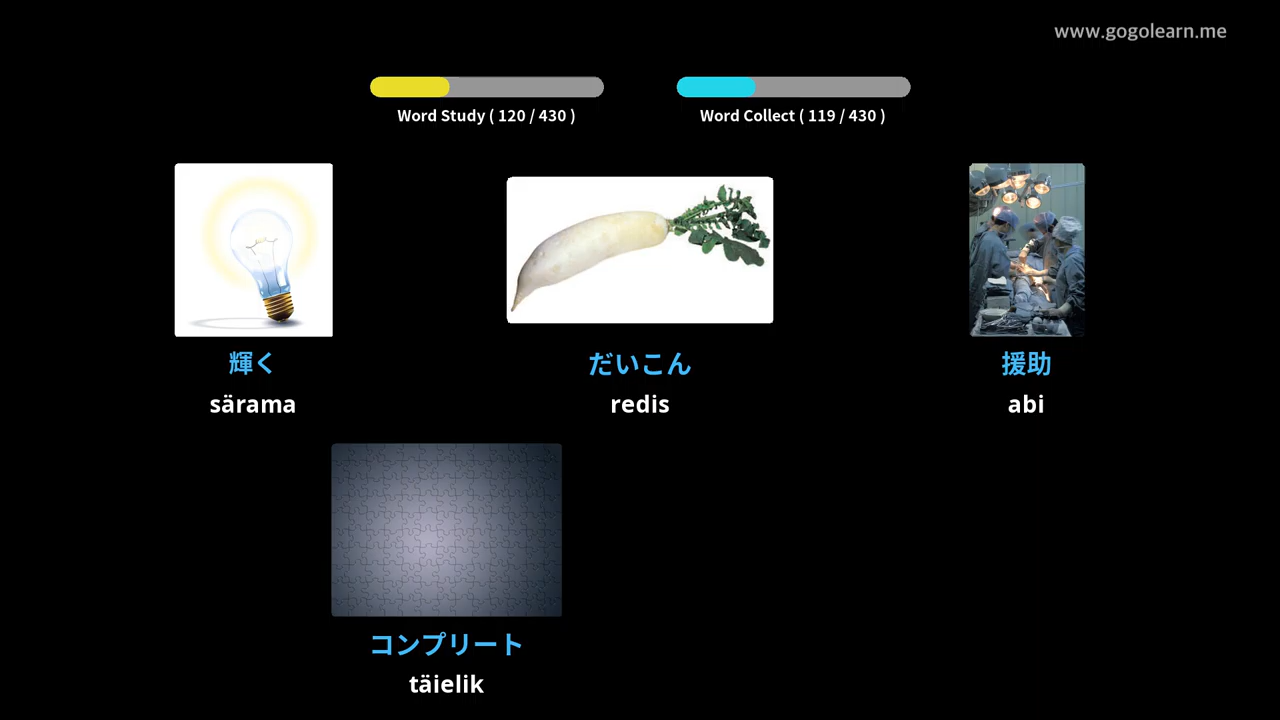 www.gogolearn.me
Word Study ( 120 / 430 )
Word Collect ( 119 / 430 )
輝く
särama
だいこん
redis
援助
abi
コンプリート
täielik